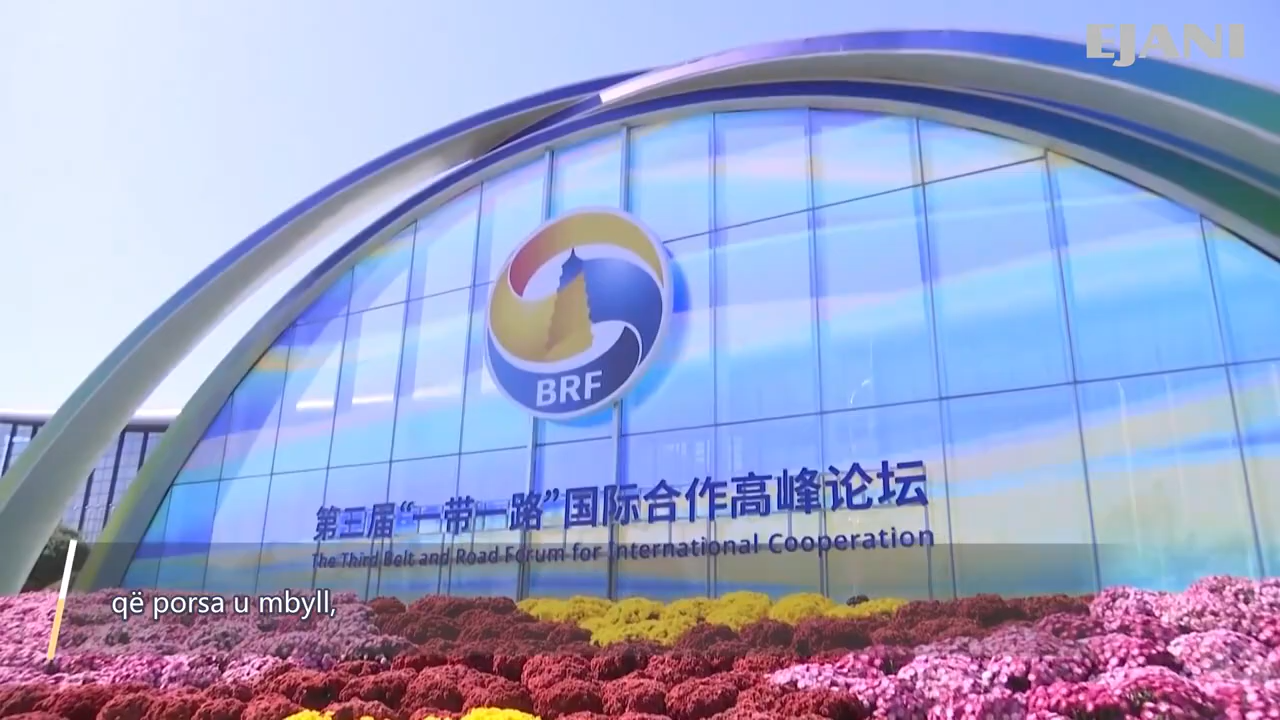 EJANI
BRF
第三届“一带一路”国际合作高峰论坛
The Third Belt and Road Forum for International Cooperation
që porsa u mbyll,